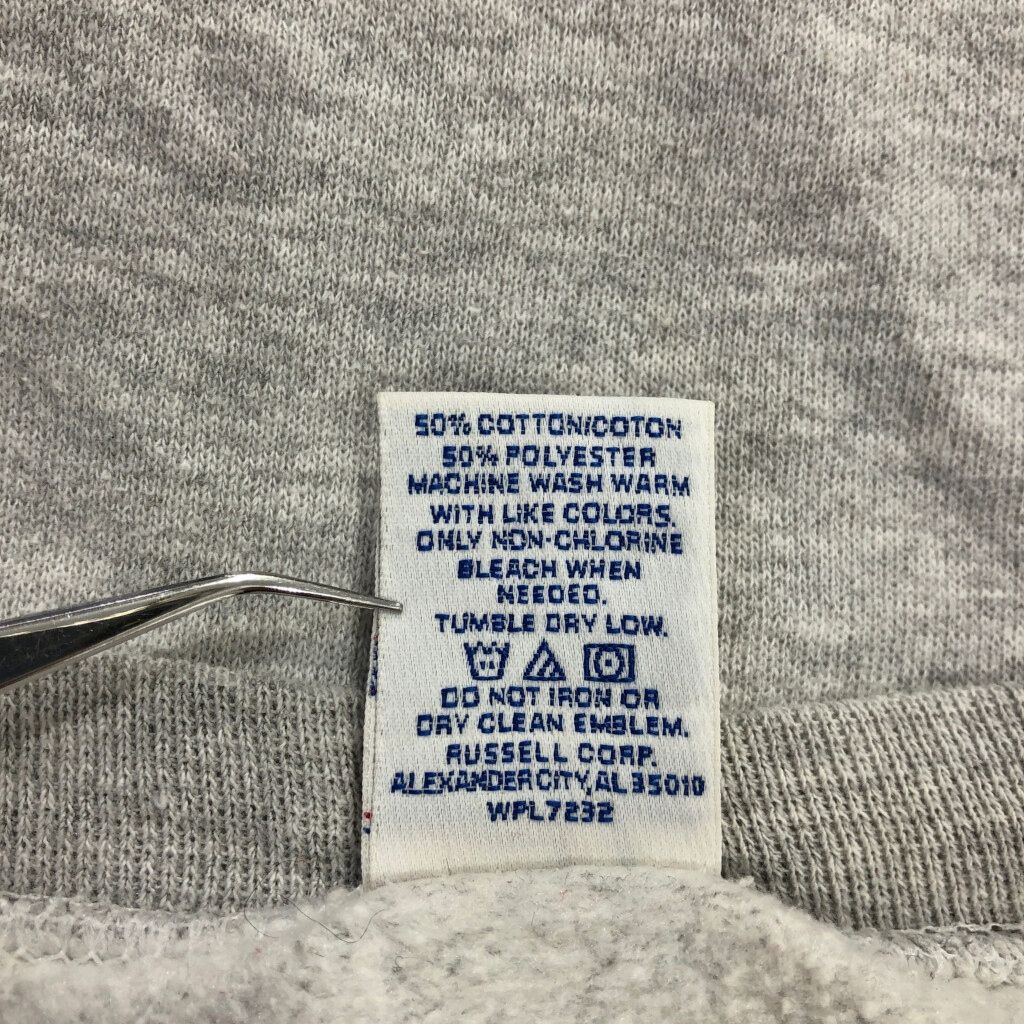 50% COTTON/COTON
50% POLYESTER
MACHINE WASH WARM
WITH LIKE COLORS.
ONLY NON-CHLORINE
BLEACH WHEN
NEEDED.
TUMBLE DRY LOW.
DO NOT IRON OR
DRY CLEAN EMBLEM.
RUSSELL CORP.
ALEXANDER CITY, AL 35010
WPL7232